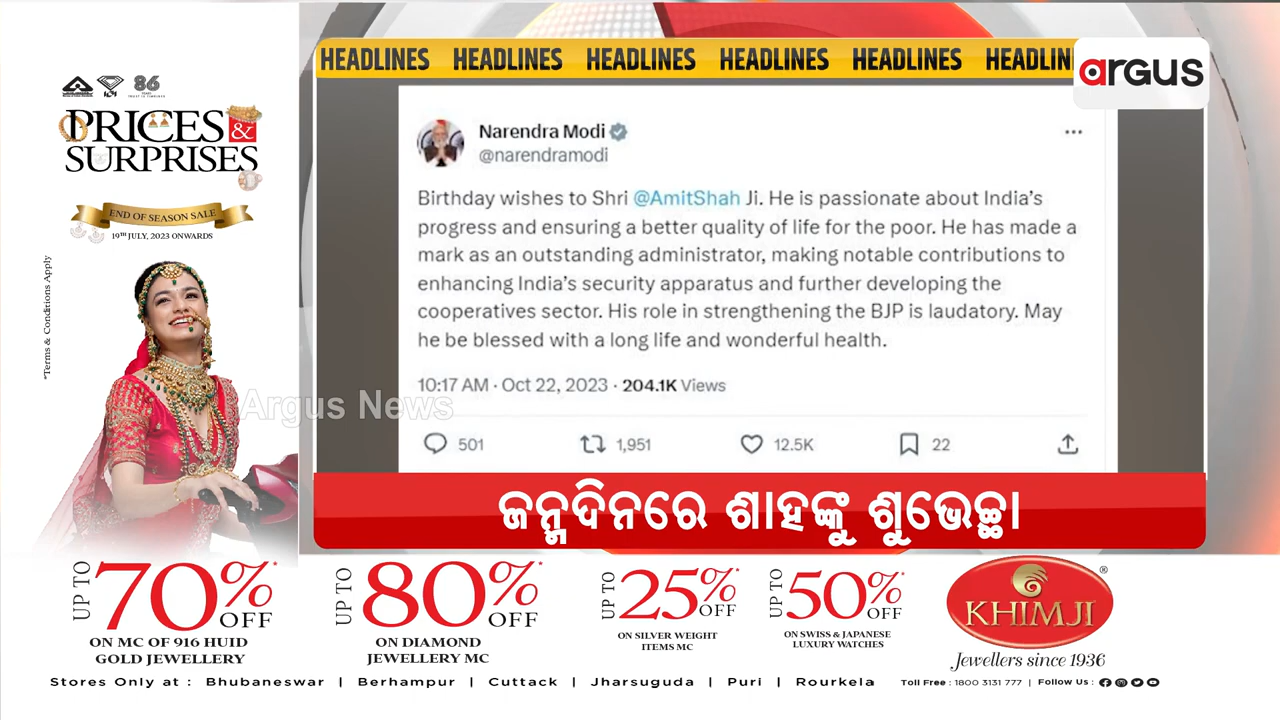 HEADLINES HEADLINES HEADLINES HEADLINES HEADLINES
argus
86
PRICES &
SURPRISES
END OF SEASON SALE
19TH JULY, 2023 ONWARDS
*Terms & Conditions Apply
Narendra Modi
@narendramodi
Birthday wishes to Shri @AmitShah Ji. He is passionate about India's
progress and ensuring a better quality of life for the poor. He has made a
mark as an outstanding administrator, making notable contributions to
enhancing India's security apparatus and further developing the
cooperatives sector. His role in strengthening the BJP is laudatory. May
he be blessed with a long life and wonderful health.
10:17 AM · Oct 22, 2023 · 204.1K Views
501 1,951 12.5K 22
Argus News
ଜନ୍ମଦିନରେ ଶାହଙ୍କୁ ଶୁଭେଚ୍ଛା
UP TO 70%* OFF
ON MC OF 916 HUID
GOLD JEWELLERY
UP TO 80%* OFF
ON DIAMOND
JEWELLERY MC
UP TO 25%* OFF
ON SILVER WEIGHT
ITEMS MC
UP TO 50%* OFF
ON SWISS & JAPANESE
LUXURY WATCHES
KHIMJI ®
Jewellers since 1936
Stores Only at : Bhubaneswar | Berhampur | Cuttack | Jharsuguda | Puri | Rourkela
Toll Free : 1800 3131 777 | Follow Us :